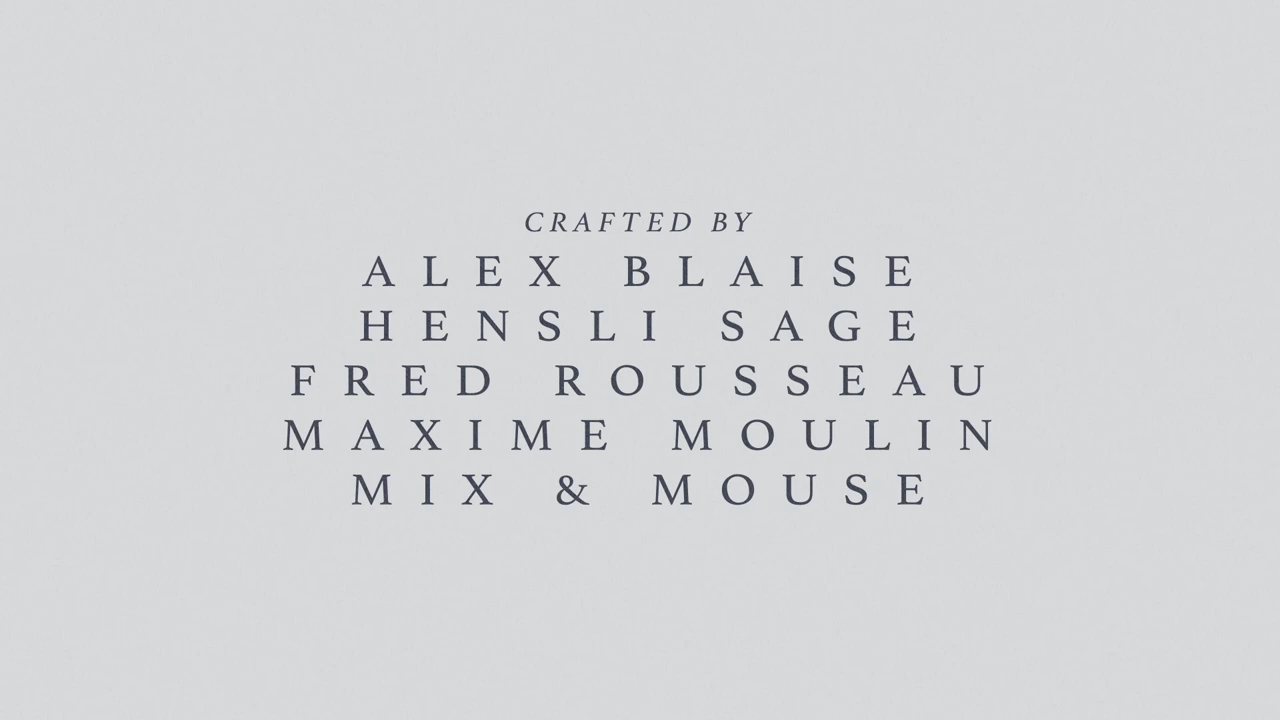 CRAFTED BY
ALEX BLAISE
HENSLI SAGE
FRED ROUSSEAU
MAXIME MOULIN
MIX & MOUSE